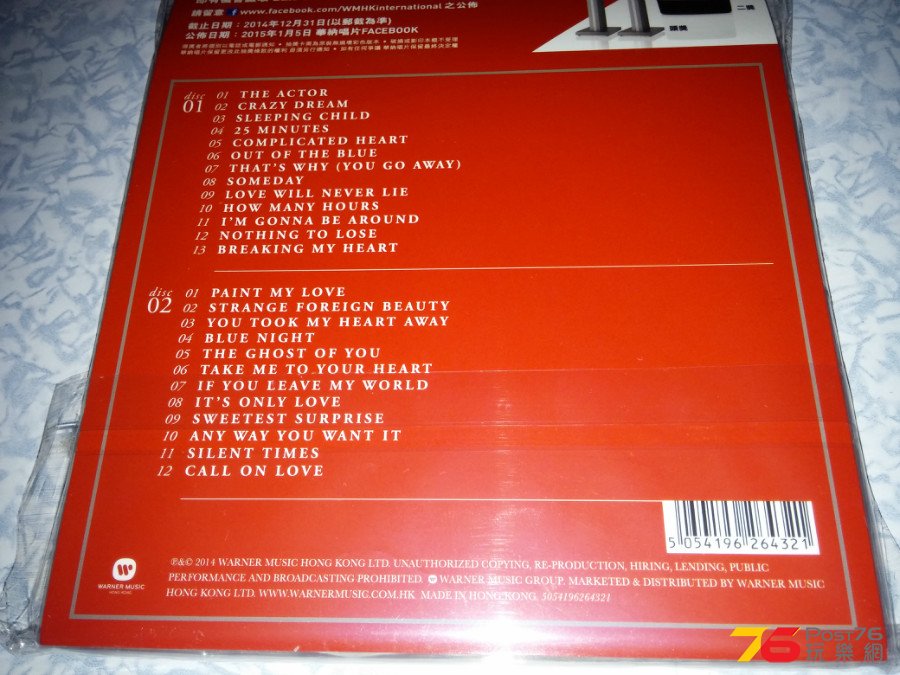 請留意 f www.facebook.com/WMHKinternational 之公佈
截止日期：2014年12月31日(以郵戳為準)
公佈日期：2015年1月5日 華納唱片FACEBOOK
二獎
頭獎
disc 01
01 THE ACTOR
02 CRAZY DREAM
03 SLEEPING CHILD
04 25 MINUTES
05 COMPLICATED HEART
06 OUT OF THE BLUE
07 THAT'S WHY (YOU GO AWAY)
08 SOMEDAY
09 LOVE WILL NEVER LIE
10 HOW MANY HOURS
11 I'M GONNA BE AROUND
12 NOTHING TO LOSE
13 BREAKING MY HEART
disc 02
01 PAINT MY LOVE
02 STRANGE FOREIGN BEAUTY
03 YOU TOOK MY HEART AWAY
04 BLUE NIGHT
05 THE GHOST OF YOU
06 TAKE ME TO YOUR HEART
07 IF YOU LEAVE MY WORLD
08 IT'S ONLY LOVE
09 SWEETEST SURPRISE
10 ANY WAY YOU WANT IT
11 SILENT TIMES
12 CALL ON LOVE
5 054196 264321
WARNER MUSIC
HONG KONG
℗&© 2014 WARNER MUSIC HONG KONG LTD. UNAUTHORIZED COPYING, RE-PRODUCTION, HIRING, LENDING, PUBLIC
PERFORMANCE AND BROADCASTING PROHIBITED. WARNER MUSIC GROUP. MARKETED & DISTRIBUTED BY WARNER MUSIC
HONG KONG LTD. WWW.WARNERMUSIC.COM.HK MADE IN HONG KONG. 5054196264321
76 Post76
玩樂網